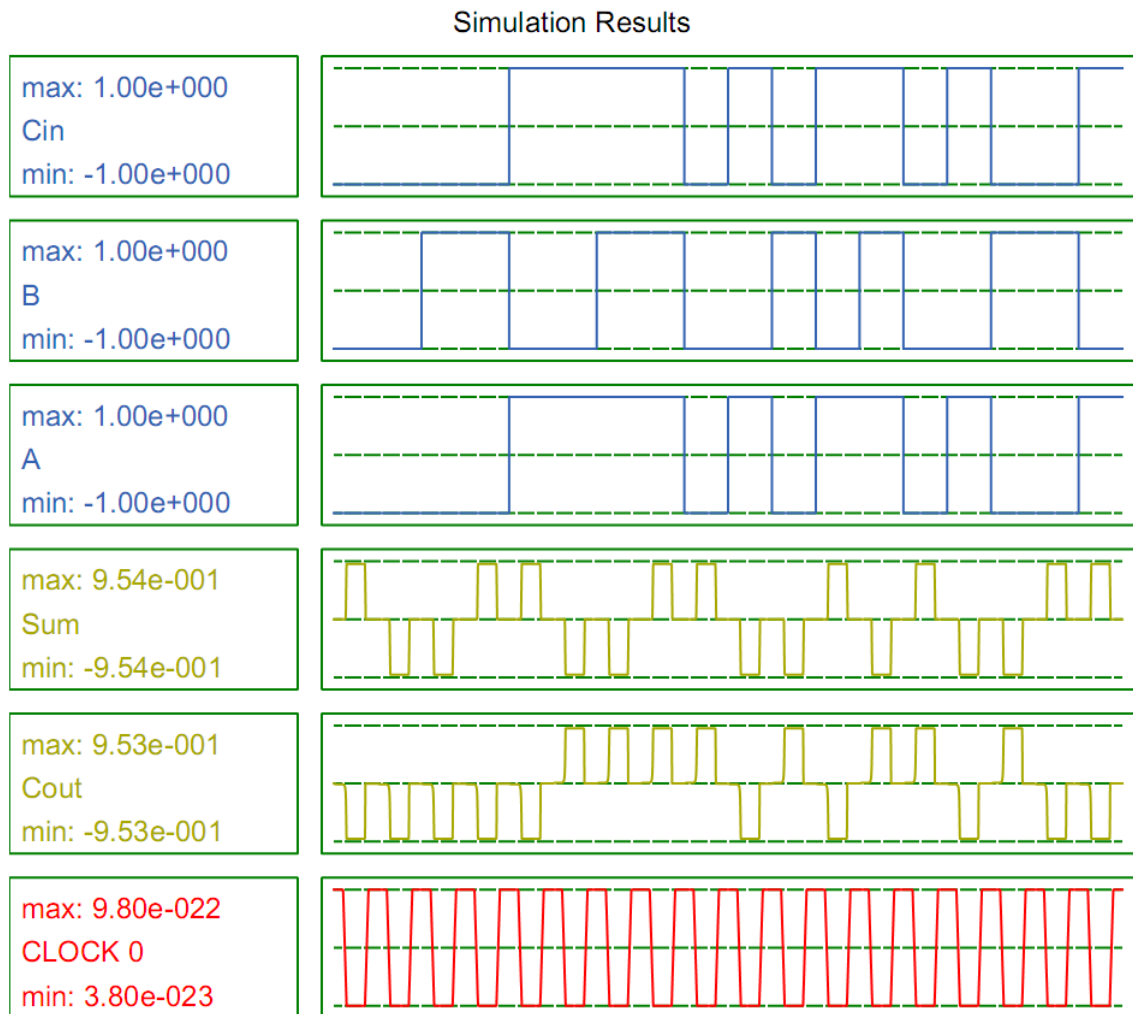 Simulation Results
max: 1.00e+000
Cin
min: -1.00e+000
max: 1.00e+000
B
min: -1.00e+000
max: 1.00e+000
A
min: -1.00e+000
max: 9.54e-001
Sum
min: -9.54e-001
max: 9.53e-001
Cout
min: -9.53e-001
max: 9.80e-022
CLOCK 0
min: 3.80e-023